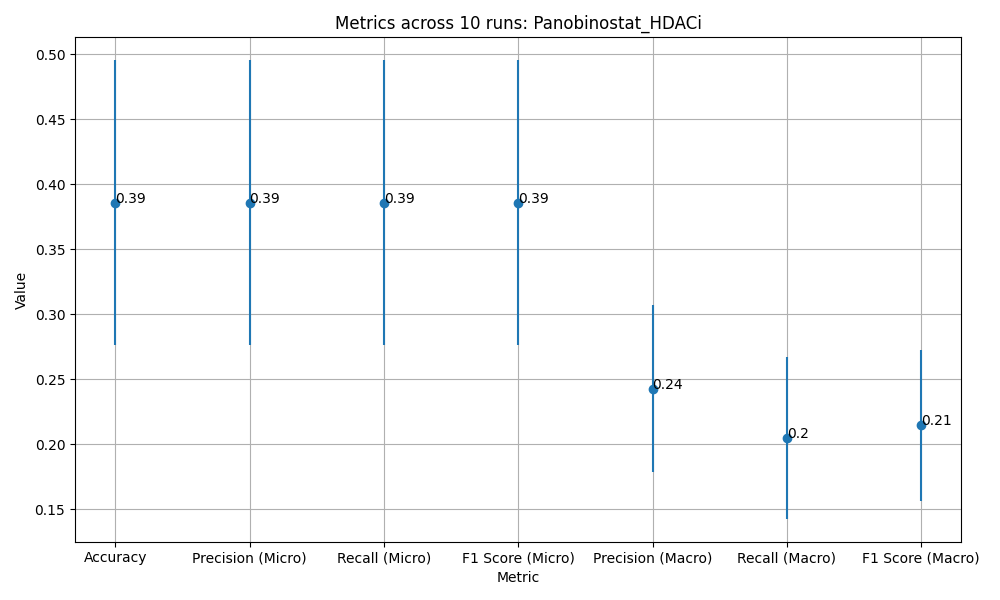 Metrics across 10 runs: Panobinostat_HDACi
0.50
0.45
0.40
0.35
0.30
0.25
0.20
0.15
Value
0.39
0.39
0.39
0.39
0.24
0.2
0.21
Accuracy
Precision (Micro)
Recall (Micro)
F1 Score (Micro)
Precision (Macro)
Recall (Macro)
F1 Score (Macro)
Metric